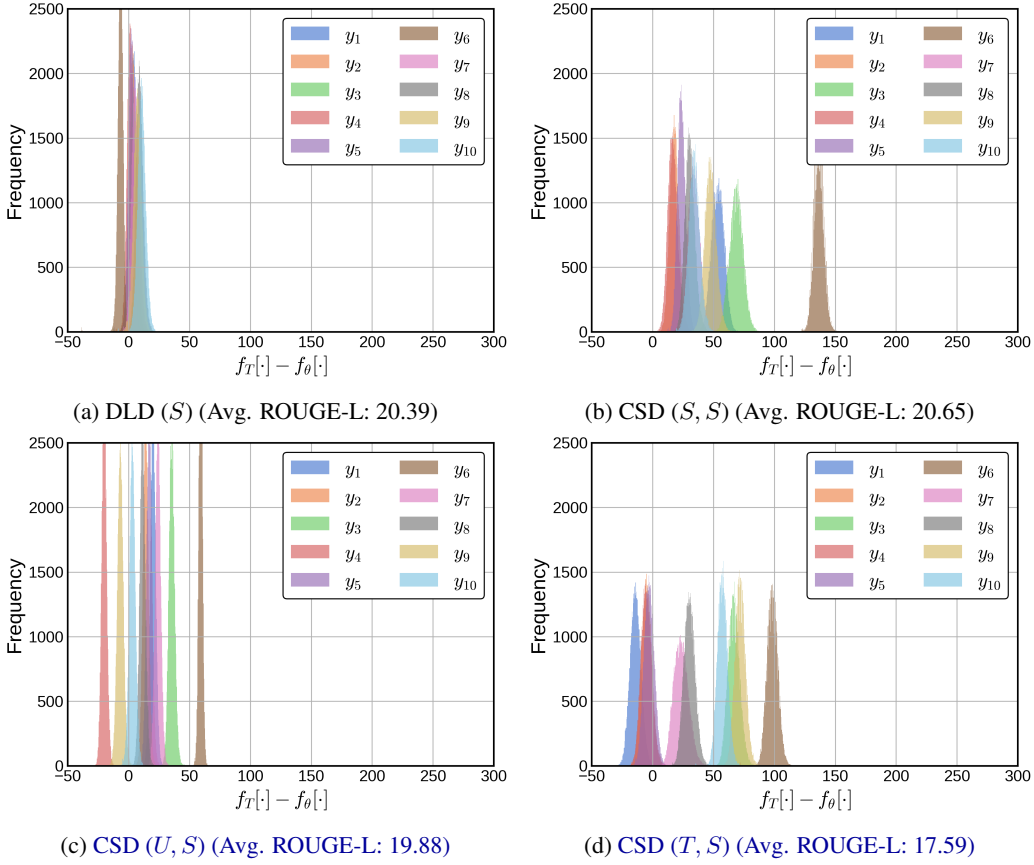 2500
2000
1500
1000
500
0
Frequency
y_1 y_6
y_2 y_7
y_3 y_8
y_4 y_9
y_5 y_10
−50 0 50 100 150 200 250 300
f_T[·] − f_θ[·]
(a) DLD (S) (Avg. ROUGE-L: 20.39)
2500
2000
1500
1000
500
0
Frequency
y_1 y_6
y_2 y_7
y_3 y_8
y_4 y_9
y_5 y_10
−50 0 50 100 150 200 250 300
f_T[·] − f_θ[·]
(b) CSD (S, S) (Avg. ROUGE-L: 20.65)
2500
2000
1500
1000
500
0
Frequency
y_1 y_6
y_2 y_7
y_3 y_8
y_4 y_9
y_5 y_10
−50 0 50 100 150 200 250 300
f_T[·] − f_θ[·]
(c) CSD (U, S) (Avg. ROUGE-L: 19.88)
2500
2000
1500
1000
500
0
Frequency
y_1 y_6
y_2 y_7
y_3 y_8
y_4 y_9
y_5 y_10
−50 0 50 100 150 200 250 300
f_T[·] − f_θ[·]
(d) CSD (T, S) (Avg. ROUGE-L: 17.59)